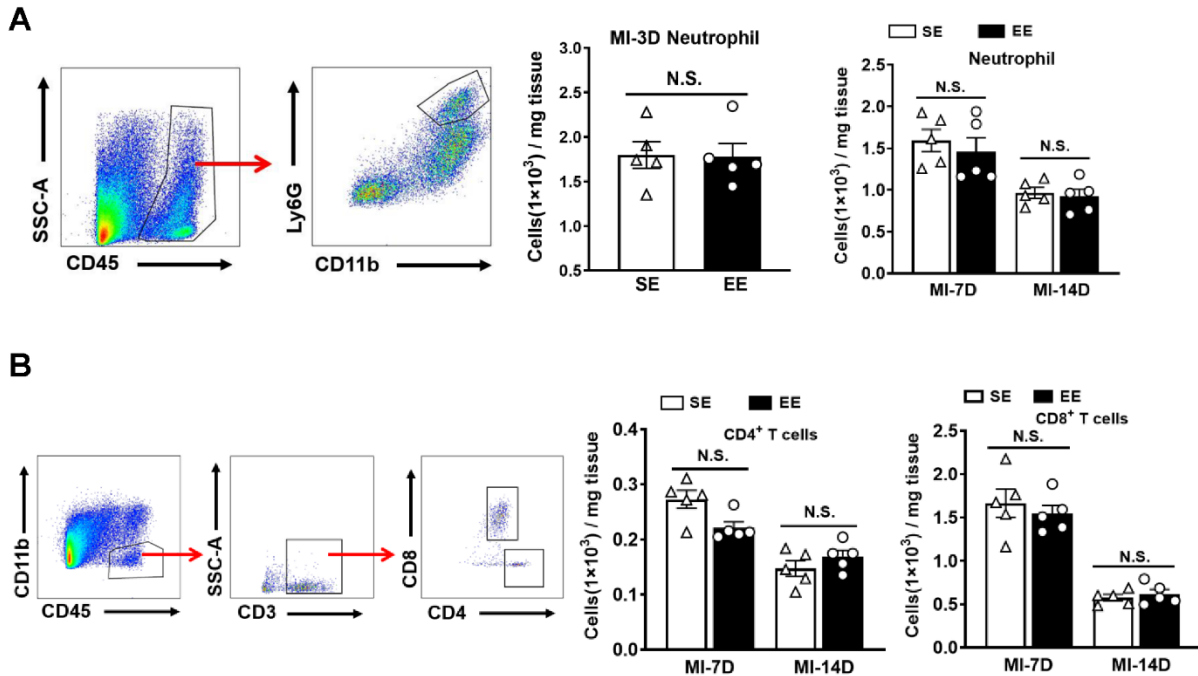 A
SSC-A
CD45
Ly6G
CD11b
MI-3D Neutrophil
Cells(1×10³) / mg tissue
3.0
2.5
2.0
1.5
1.0
0.5
N.S.
SE EE
SE EE
Neutrophil
Cells(1×10³) / mg tissue
2.5
2.0
1.5
1.0
0.5
0.0
N.S.
N.S.
MI-7D MI-14D
B
CD11b
CD45
SSC-A
CD3
CD8
CD4
SE EE
CD4⁺ T cells
Cells(1×10³) / mg tissue
0.4
0.3
0.2
0.1
0.0
N.S.
N.S.
MI-7D MI-14D
SE EE
CD8⁺ T cells
Cells(1×10³) / mg tissue
2.5
2.0
1.5
1.0
0.5
0.0
N.S.
N.S.
MI-7D MI-14D